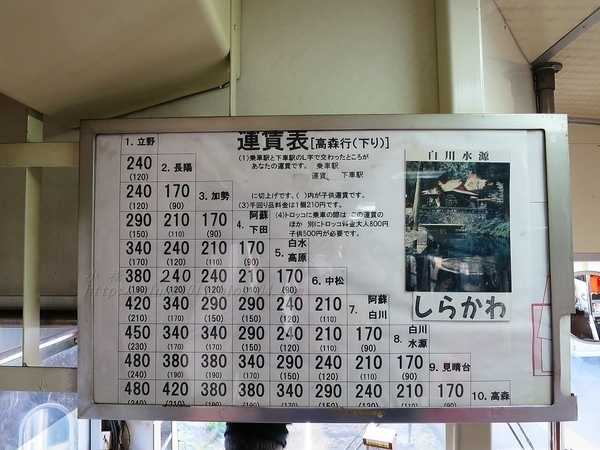 運賃表[高森行(下り)]
(1)乗車駅と下車駅のL字で交わったところが
あなたの運賃です。 乗車駅
運賃 下車駅
に切上げです。( )内が子供運賃です。
(3)手回り品料金は1個210円です。
(4)トロッコに乗車の際は この運賃の
ほか 別にトロッコ料金大人800円
子供500円が必要です。
白川水源
しらかわ
1. 立野
240 2. 長陽
(120)
240 170 3. 加勢
(120) (90)
290 210 170 4. 阿蘇下田
(150) (110) (90)
340 240 210 170 5. 白水高原
(170) (120) (110) (90)
380 240 240 210 170 6. 中松
(190) (120) (120) (110) (90)
420 340 290 290 240 210 7. 阿蘇白川
(210) (170) (150) (150) (120) (110)
450 340 340 290 240 210 170 8. 白川水源
(230) (170) (170) (150) (120) (110) (90)
480 380 380 340 290 240 210 170 9. 見晴台
(240) (190) (190) (170) (150) (120) (110) (90)
480 420 380 380 340 290 240 210 170 10. 高森
(240) (210) (190) (190) (170) (150) (120) (110) (90)